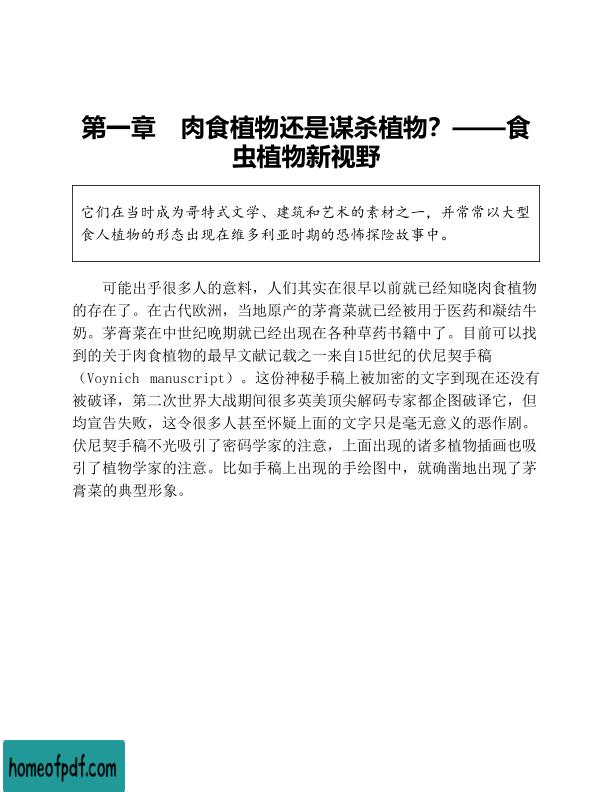 第一章　肉食植物还是谋杀植物？——食
虫植物新视野
它们在当时成为哥特式文学、建筑和艺术的素材之一，并常常以大型
食人植物的形态出现在维多利亚时期的恐怖探险故事中。
可能出乎很多人的意料，人们其实在很早以前就已经知晓肉食植物
的存在了。在古代欧洲，当地原产的茅膏菜就已经被用于医药和凝结牛
奶。茅膏菜在中世纪晚期就已经出现在各种草药书籍中了。目前可以找
到的关于肉食植物的最早文献记载之一来自15世纪的伏尼契手稿
（Voynich manuscript）。这份神秘手稿上被加密的文字到现在还没有
被破译，第二次世界大战期间很多英美顶尖解码专家都企图破译它，但
均宣告失败，这令很多人甚至怀疑上面的文字只是毫无意义的恶作剧。
伏尼契手稿不光吸引了密码学家的注意，上面出现的诸多植物插画也吸
引了植物学家的注意。比如手稿上出现的手绘图中，就确凿地出现了茅
膏菜的典型形象。
homeofpdf.com